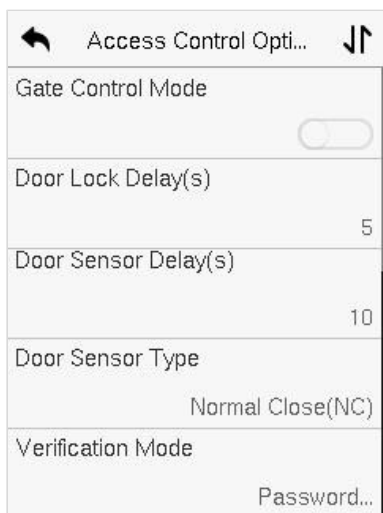 Access Control Opti...
Gate Control Mode
Door Lock Delay(s)
5
Door Sensor Delay(s)
10
Door Sensor Type
Normal Close(NC)
Verification Mode
Password...